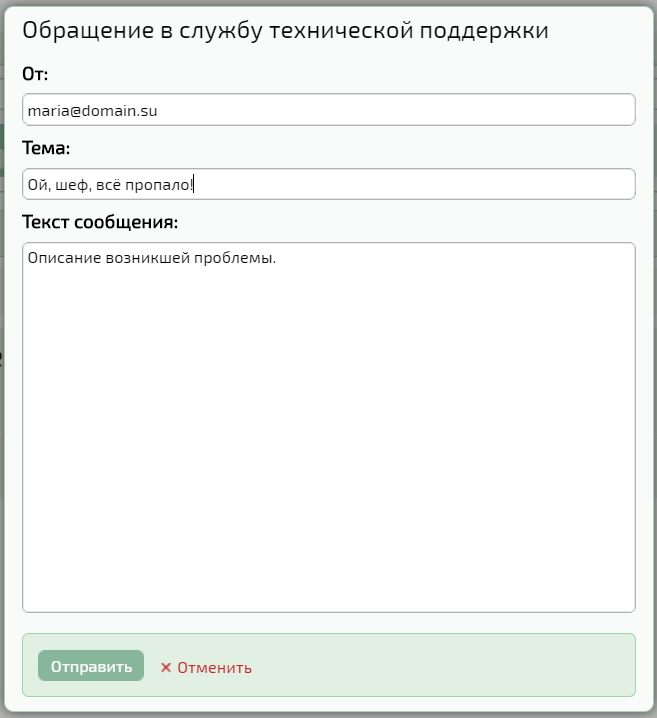 Обращение в службу технической поддержки
От:
maria@domain.su
Тема:
Ой, шеф, всё пропало!
Текст сообщения:
Описание возникшей проблемы.
Отправить ✕ Отменить